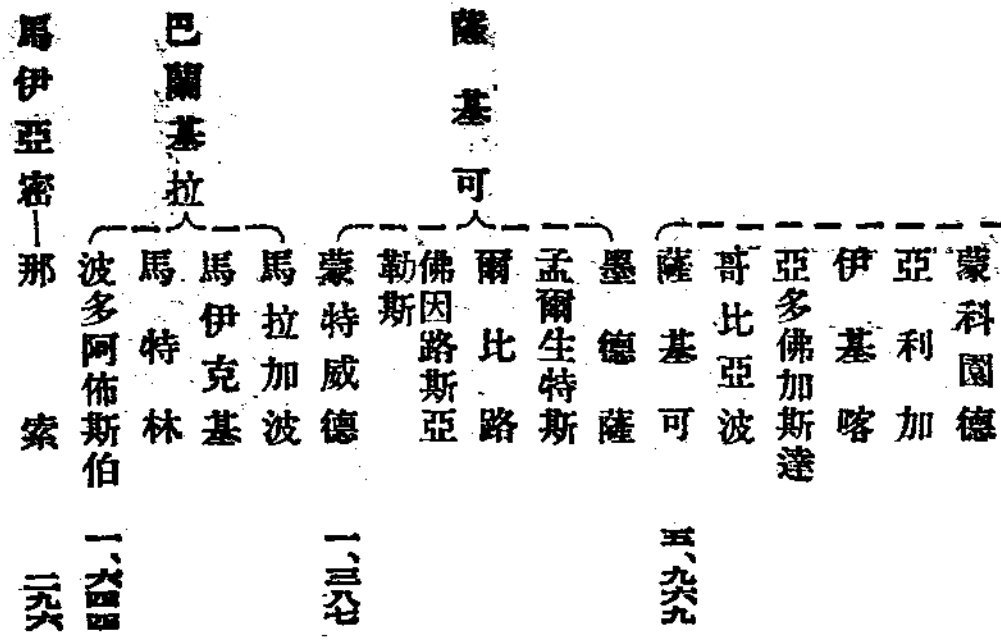 蒙科園德
亞利加
伊基喀
亞多佛加斯達
哥比亞波
薩基可
五、九六九
薩基可
墨德薩
孟爾生特斯
爾比路
佛因路斯亞
勒斯
蒙特威德
一、三八七
巴蘭基拉
馬拉加波
馬伊克基
馬特林
波多阿佈斯伯
一、六四四
馬伊亞密
那索
二九六